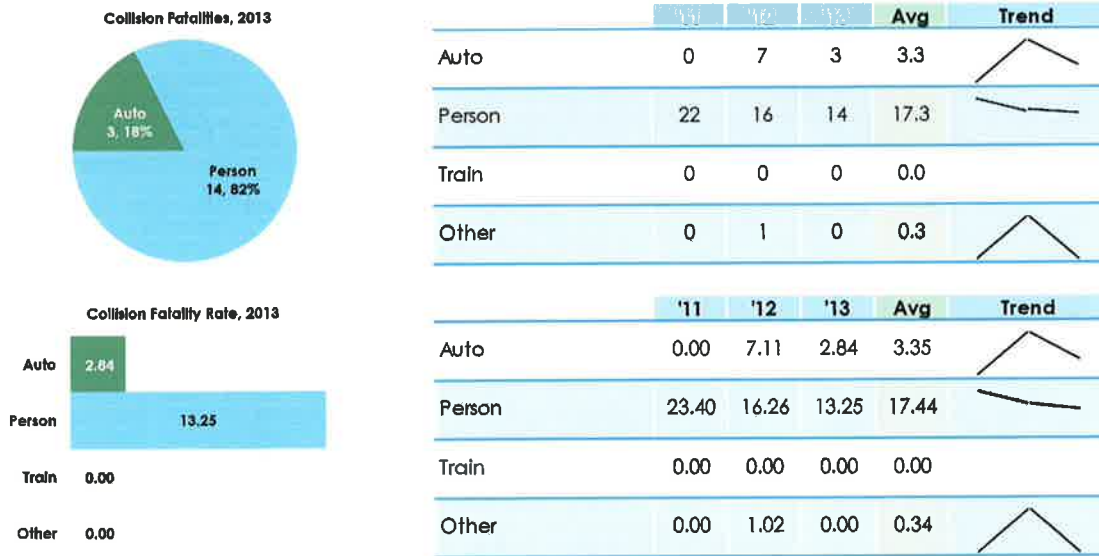 Collision Fatalities, 2013
Auto
3, 18%
Person
14, 82%
Avg Trend
Auto 0 7 3 3.3
Person 22 16 14 17.3
Train 0 0 0 0.0
Other 0 1 0 0.3
Collision Fatality Rate, 2013
Auto 2.84
Person 13.25
Train 0.00
Other 0.00
'11 '12 '13 Avg Trend
Auto 0.00 7.11 2.84 3.35
Person 23.40 16.26 13.25 17.44
Train 0.00 0.00 0.00 0.00
Other 0.00 1.02 0.00 0.34